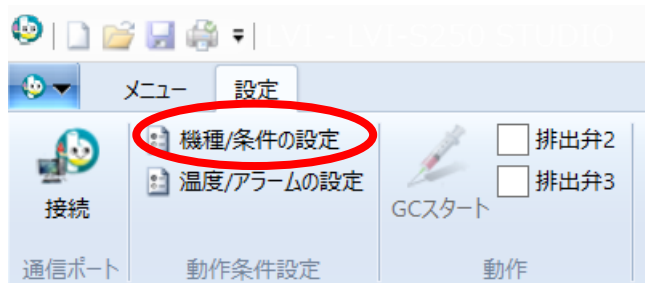 LVI - LVI-S250 STUDIO
メニュー 設定
機種/条件の設定 排出弁2
温度/アラームの設定 排出弁3
接続 GCスタート
通信ポート 動作条件設定 動作